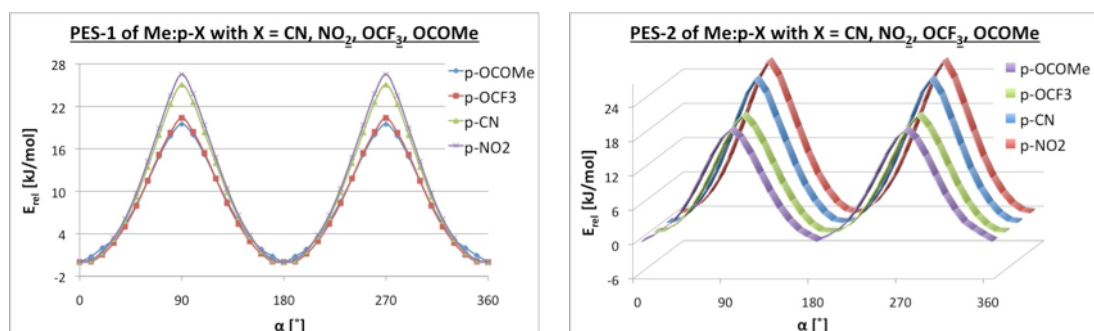 PES-1 of Me:p-X with X = CN, NO2, OCF3, OCOMe
28
22
16
10
4
-2
Erel [kJ/mol]
0 90 180 270 360
α [°]
p-OCOMe
p-OCF3
p-CN
p-NO2
PES-2 of Me:p-X with X = CN, NO2, OCF3, OCOMe
24
18
12
6
0
-6
Erel [kJ/mol]
0 90 180 270 360
α [°]
p-OCOMe
p-OCF3
p-CN
p-NO2